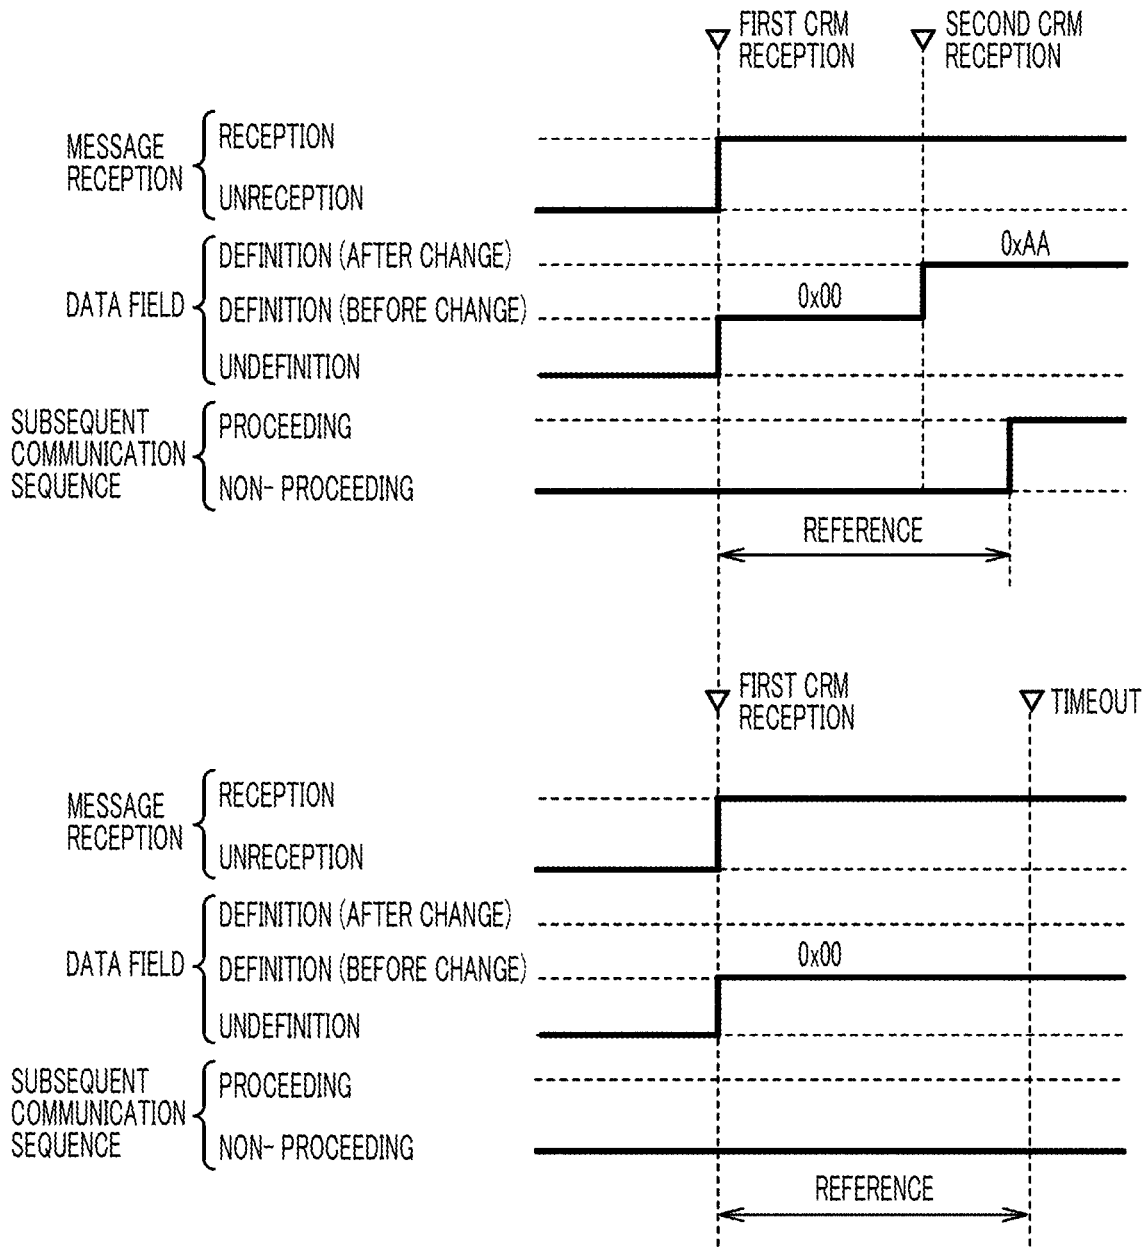 FIRST CRM
RECEPTION
SECOND CRM
RECEPTION
MESSAGE
RECEPTION
RECEPTION
UNRECEPTION
DATA FIELD
DEFINITION (AFTER CHANGE)
0xAA
DEFINITION (BEFORE CHANGE)
0x00
UNDEFINITION
SUBSEQUENT
COMMUNICATION
SEQUENCE
PROCEEDING
NON- PROCEEDING
REFERENCE
FIRST CRM
RECEPTION
TIMEOUT
MESSAGE
RECEPTION
RECEPTION
UNRECEPTION
DATA FIELD
DEFINITION (AFTER CHANGE)
DEFINITION (BEFORE CHANGE)
0x00
UNDEFINITION
SUBSEQUENT
COMMUNICATION
SEQUENCE
PROCEEDING
NON- PROCEEDING
REFERENCE